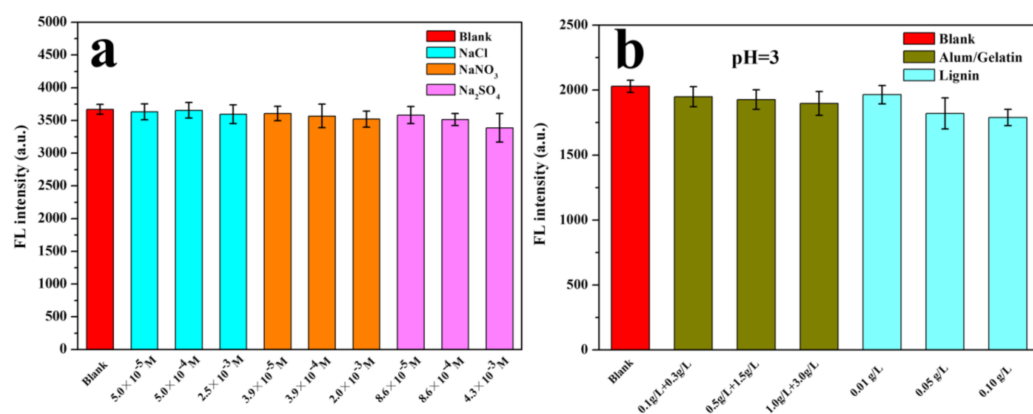 a
Blank
NaCl
NaNO₃
Na₂SO₄
FL intensity (a.u.)
5000
4500
4000
3500
3000
2500
2000
1500
1000
500
0
Blank
5.0×10⁻⁵M
5.0×10⁻⁴M
2.5×10⁻³M
3.9×10⁻⁵M
3.9×10⁻⁴M
2.0×10⁻³M
8.6×10⁻⁵M
8.6×10⁻⁴M
4.3×10⁻³M
b
pH=3
Blank
Alum/Gelatin
Lignin
FL intensity (a.u.)
2500
2000
1500
1000
500
0
Blank
0.1g/L+0.3g/L
0.5g/L+1.5g/L
1.0g/L+3.0g/L
0.01 g/L
0.05 g/L
0.10 g/L